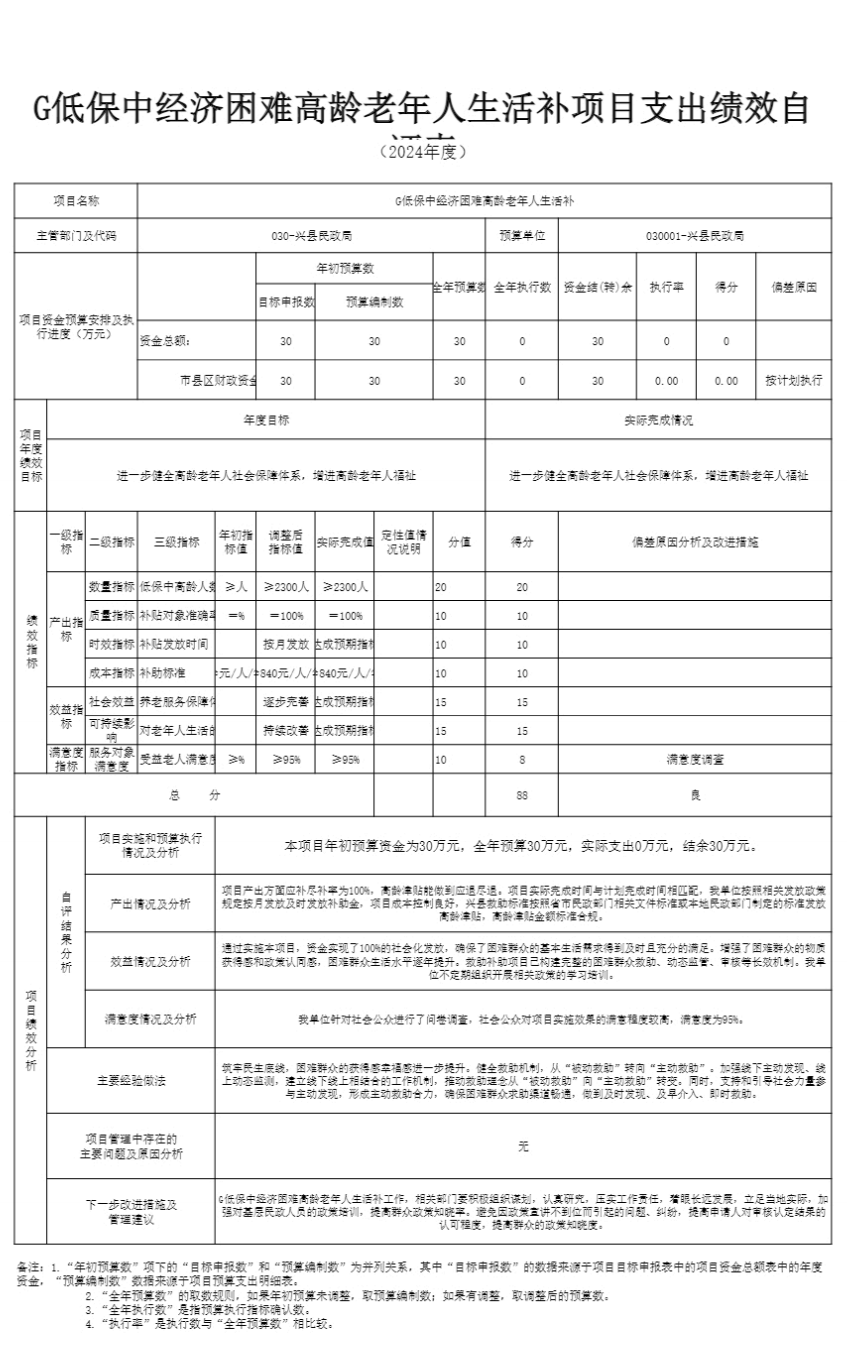 G低保中经济困难高龄老年人生活补项目支出绩效自
（2024年度）
项目名称 G低保中经济困难高龄老年人生活补
主管部门及代码 030-兴县民政局 预算单位 030001-兴县民政局
项目资金预算安排及执
行进度（万元）
年初预算数 全年预算数 全年执行数 资金结(转)余 执行率 得分 偏差原因
目标申报数 预算编制数
资金总额： 30 30 30 0 30 0 0
市县区财政资金 30 30 30 0 30 0.00 0.00 按计划执行
项目
年度
绩效
目标
年度目标 实际完成情况
进一步健全高龄老年人社会保障体系，增进高龄老年人福祉 进一步健全高龄老年人社会保障体系，增进高龄老年人福祉
绩效指标
一级指标 二级指标 三级指标 年初指标值 调整后指标值 实际完成值 定性值情况说明 分值 得分 偏差原因分析及改进措施
产出指标 数量指标 低保中高龄人数 ≥人 ≥2300人 ≥2300人 20 20
质量指标 补贴对象准确率 ＝% ＝100% ＝100% 10 10
时效指标 补贴发放时间 按月发放 达成预期指标 10 10
成本指标 补助标准 元/人/ 840元/人/ 840元/人/ 10 10
效益指标 社会效益 养老服务保障体 逐步完善 达成预期指标 15 15
可持续影响 对老年人生活的 持续改善 达成预期指标 15 15
满意度指标 服务对象满意度 受益老人满意度 ≥% ≥95% ≥95% 10 8 满意度调查
总 分 88 良
项目绩效分析
自评结果分析
项目实施和预算执行
情况及分析
本项目年初预算资金为30万元，全年预算30万元，实际支出0万元，结余30万元。
产出情况及分析
项目产出方面应补尽补率为100%，高龄津贴能做到应退尽退。项目实际完成时间与计划完成时间相匹配，我单位按照相关发放政策
规定按月发放及时发放补助金，项目成本控制良好，兴县救助标准按照省市民政部门相关文件标准或本地民政部门制定的标准发放
高龄津贴，高龄津贴金额标准合规。
效益情况及分析
通过实施本项目，资金实现了100%的社会化发放，确保了困难群众的基本生活需求得到及时且充分的满足。增强了困难群众的物质
获得感和政策认同感，困难群众生活水平逐年提升。救助补助项目已构建完整的困难群众救助、动态监管、审核等长效机制。我单
位不定期组织开展相关政策的学习培训。
满意度情况及分析
我单位针对社会公众进行了问卷调查，社会公众对项目实施效果的满意程度较高，满意度为95%。
主要经验做法
筑牢民生底线，困难群众的获得感幸福感进一步提升。健全救助机制，从“被动救助”转向“主动救助”。加强线下主动发现、线
上动态监测，建立线下线上相结合的工作机制，推动救助理念从“被动救助”向“主动救助”转变。同时，支持和引导社会力量参
与主动发现，形成主动救助合力，确保困难群众求助渠道畅通，做到及时发现、及早介入、即时救助。
项目管理中存在的
主要问题及原因分析
无
下一步改进措施及
管理建议
G低保中经济困难高龄老年人生活补工作，相关部门要积极组织谋划，认真研究，压实工作责任，着眼长远发展，立足当地实际，加
强对基层民政人员的政策培训，提高群众政策知晓率。避免因政策宣讲不到位而引起的问题、纠纷，提高申请人对审核认定结果的
认可程度，提高群众的政策知晓度。
备注：1.“年初预算数”项下的“目标申报数”和“预算编制数”为并列关系，其中“目标申报数”的数据来源于项目目标申报表中的项目资金总额表中的年度
资金，“预算编制数”数据来源于项目预算支出明细表。
2.“全年预算数”的取数规则，如果年初预算未调整，取预算编制数；如果有调整，取调整后的预算数。
3.“全年执行数”是指预算执行指标确认数。
4.“执行率”是执行数与“全年预算数”相比较。